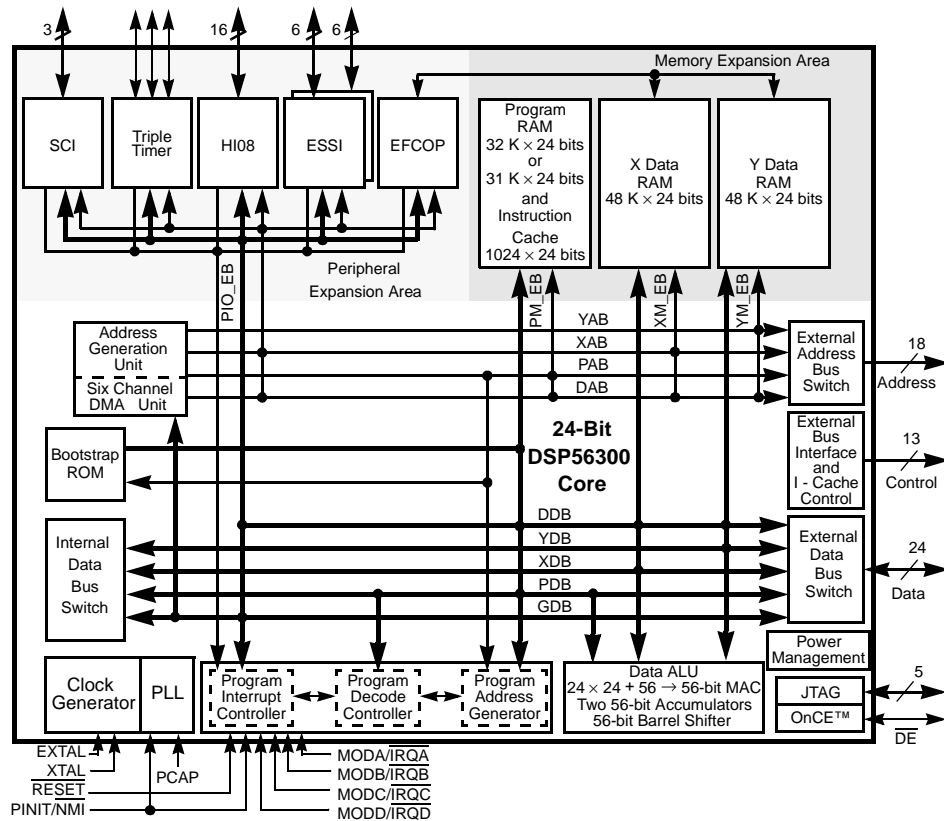 3
16
6
6
Memory Expansion Area
SCI
Triple
Timer
HI08
ESSI
EFCOP
Program
RAM
32 K × 24 bits
or
31 K × 24 bits
and
Instruction
Cache
1024 × 24 bits
X Data
RAM
48 K × 24 bits
Y Data
RAM
48 K × 24 bits
Peripheral
Expansion Area
PIO_EB
PM_EB
XM_EB
YM_EB
Address
Generation
Unit
Six Channel
DMA Unit
YAB
XAB
PAB
DAB
External
Address
Bus
Switch
18
Address
24-Bit
DSP56300
Core
Bootstrap
ROM
External
Bus
Interface
and
I - Cache
Control
13
Control
DDB
YDB
XDB
PDB
GDB
Internal
Data
Bus
Switch
External
Data
Bus
Switch
24
Data
Power
Management
Clock
Generator
PLL
Program
Interrupt
Controller
Program
Decode
Controller
Program
Address
Generator
Data ALU
24 × 24 + 56 → 56-bit MAC
Two 56-bit Accumulators
56-bit Barrel Shifter
JTAG
OnCE™
5
DE
EXTAL
XTAL
RESET
PINIT/NMI
PCAP
MODA/IRQA
MODB/IRQB
MODC/IRQC
MODD/IRQD